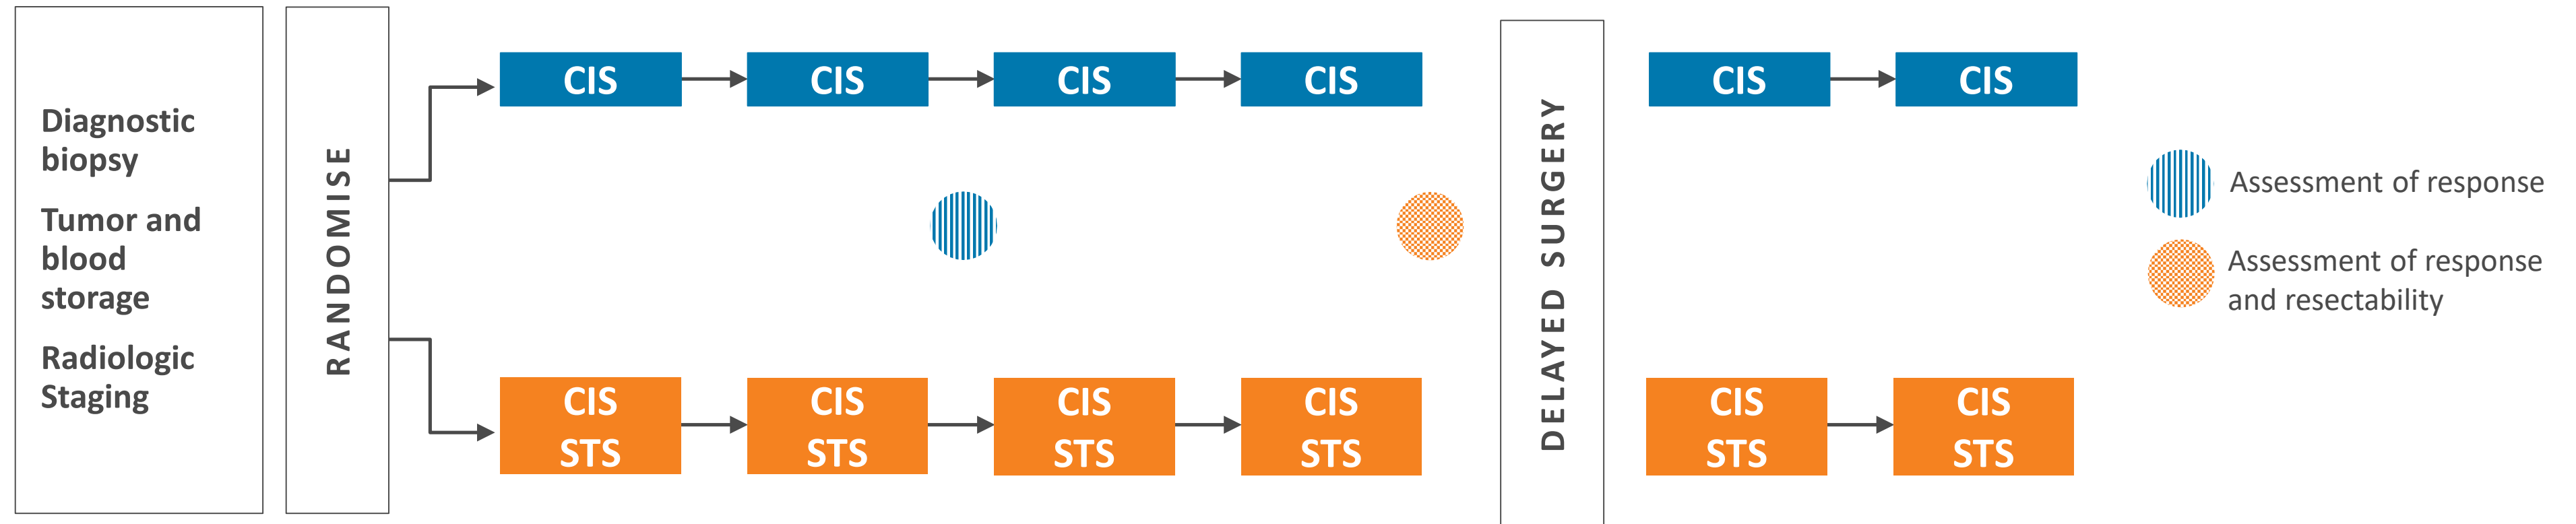 Diagnostic
biopsy
Tumor and
blood
storage
Radiologic
Staging
RANDOMISE
CIS
CIS
CIS
CIS
CIS
STS
CIS
STS
CIS
STS
CIS
STS
DELAYED SURGERY
CIS
CIS
CIS
STS
CIS
STS
Assessment of response
Assessment of response
and resectability